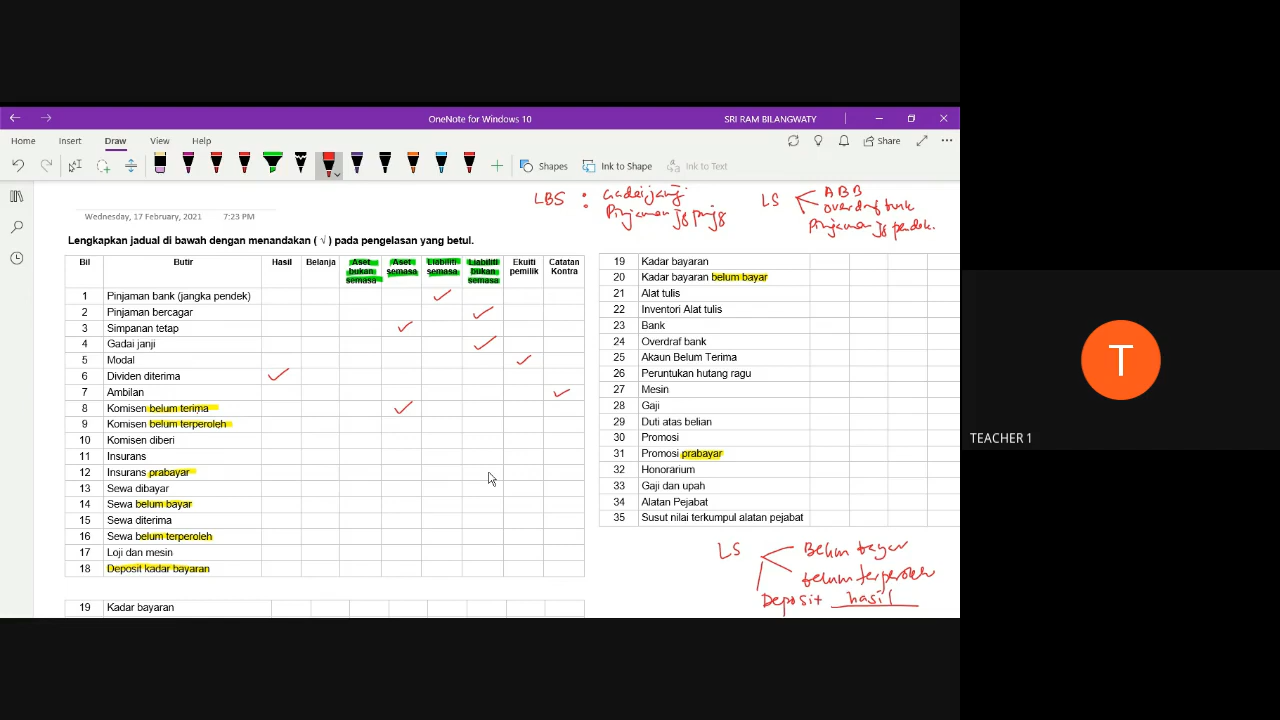 OneNote for Windows 10
SRI RAM BILANGWATY
Home Insert Draw View Help
Share
Shapes
Ink to Shape
Ink to Text
LBS : Gadai janji
Pinjaman jg pnjg
LS
ABB
overdraf bank
Pinjaman jg pendek.
Wednesday, 17 February, 2021 7:23 PM
Lengkapkan jadual di bawah dengan menandakan ( √ ) pada pengelasan yang betul.
Bil Butir Hasil Belanja Aset bukan semasa Aset semasa Liabiliti semasa Liabiliti bukan semasa Ekuiti pemilik Catatan Kontra
1 Pinjaman bank (jangka pendek) ✓
2 Pinjaman bercagar ✓
3 Simpanan tetap ✓
4 Gadai janji ✓
5 Modal ✓
6 Dividen diterima ✓
7 Ambilan ✓
8 Komisen belum terima ✓
9 Komisen belum terperoleh
10 Komisen diberi
11 Insurans
12 Insurans prabayar
13 Sewa dibayar
14 Sewa belum bayar
15 Sewa diterima
16 Sewa belum terperoleh
17 Loji dan mesin
18 Deposit kadar bayaran
19 Kadar bayaran
19 Kadar bayaran
20 Kadar bayaran belum bayar
21 Alat tulis
22 Inventori Alat tulis
23 Bank
24 Overdraf bank
25 Akaun Belum Terima
26 Peruntukan hutang ragu
27 Mesin
28 Gaji
29 Duti atas belian
30 Promosi
31 Promosi prabayar
32 Honorarium
33 Gaji dan upah
34 Alatan Pejabat
35 Susut nilai terkumpul alatan pejabat
LS
Belum bayar
belum terperoleh
Deposit hasil
T
TEACHER 1